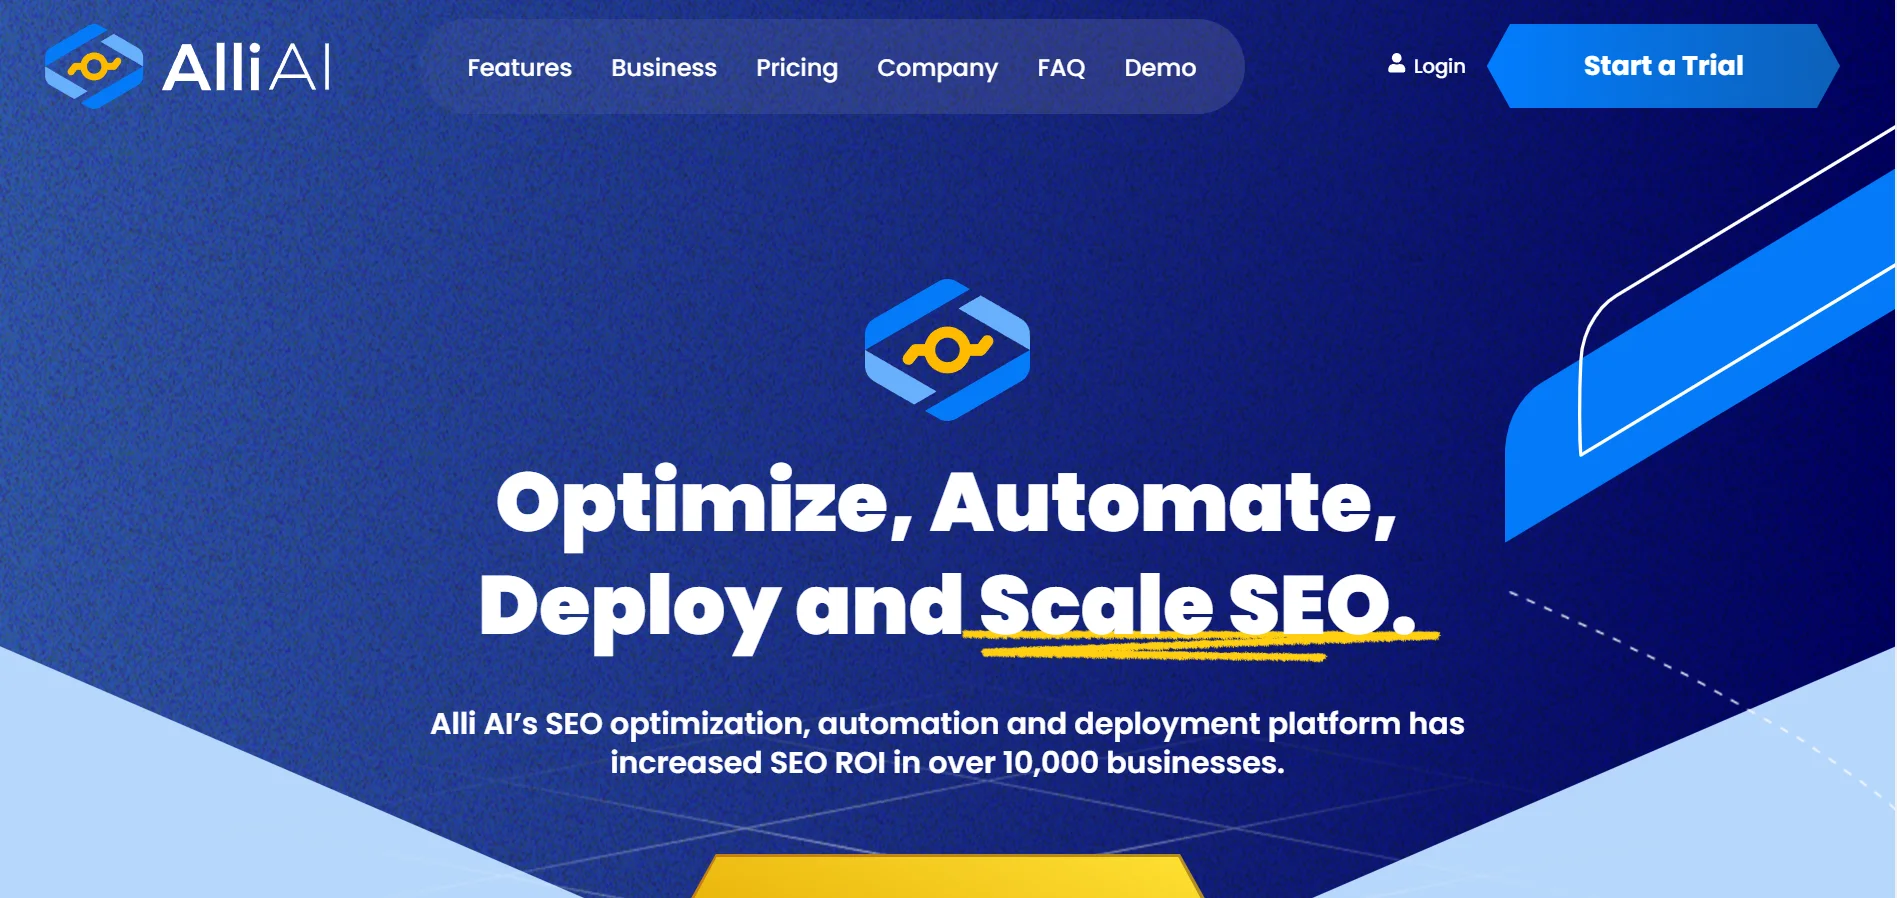 Alli AI
Features Business Pricing Company FAQ Demo
Login
Start a Trial
Optimize, Automate,
Deploy and Scale SEO.
Alli AI’s SEO optimization, automation and deployment platform has
increased SEO ROI in over 10,000 businesses.